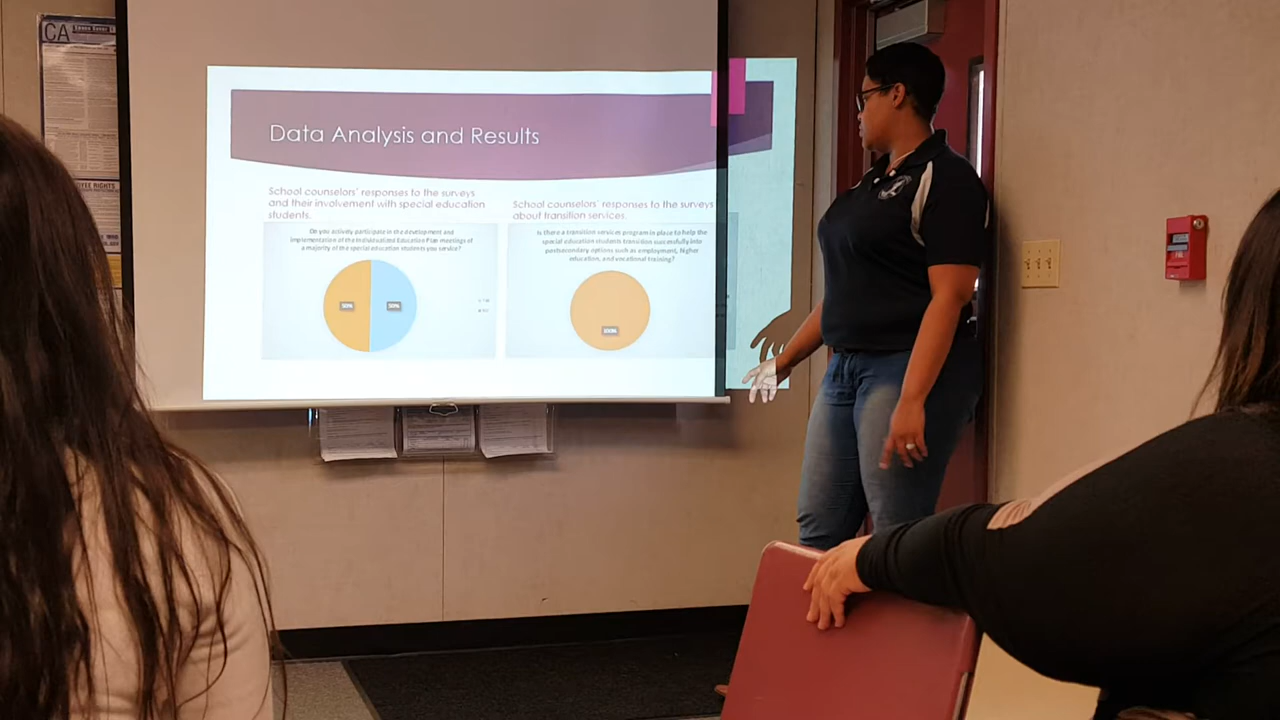 CA
Data Analysis and Results
School counselors' responses to the surveys
and their involvement with special education
students.
Do you actively participate in the development and
implementation of the Individualized Education Plan meetings of
a majority of the special education students you service?
50%
50%
School counselors' responses to the surveys
about transition services.
Is there a transition services program in place to help the
special education students transition successfully into
postsecondary options such as employment, higher
education, and vocational training?
100%